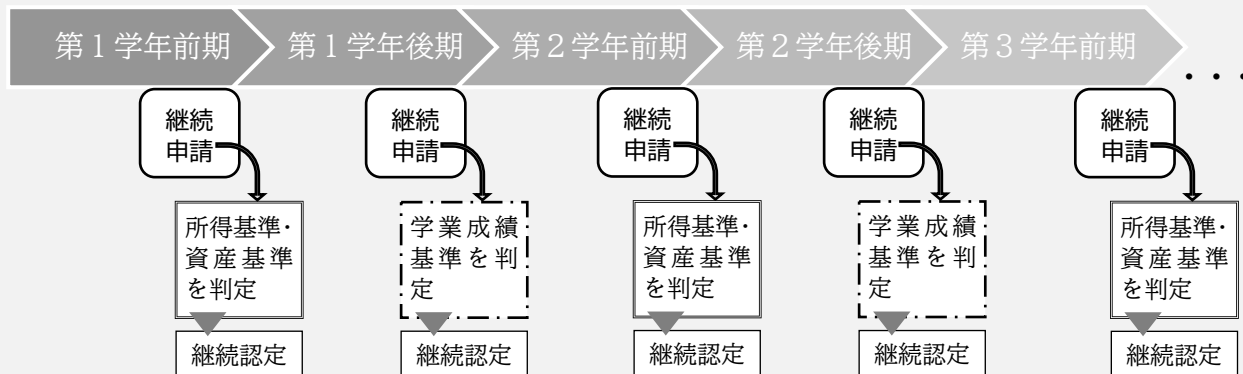 第１学年前期
第１学年後期
第２学年前期
第２学年後期
第３学年前期
・・・
継続
申請
継続
申請
継続
申請
継続
申請
継続
申請
所得基準・
資産基準
を判定
学業成績
基準を判
定
所得基準・
資産基準
を判定
学業成績
基準を判
定
所得基準・
資産基準
を判定
継続認定
継続認定
継続認定
継続認定
継続認定